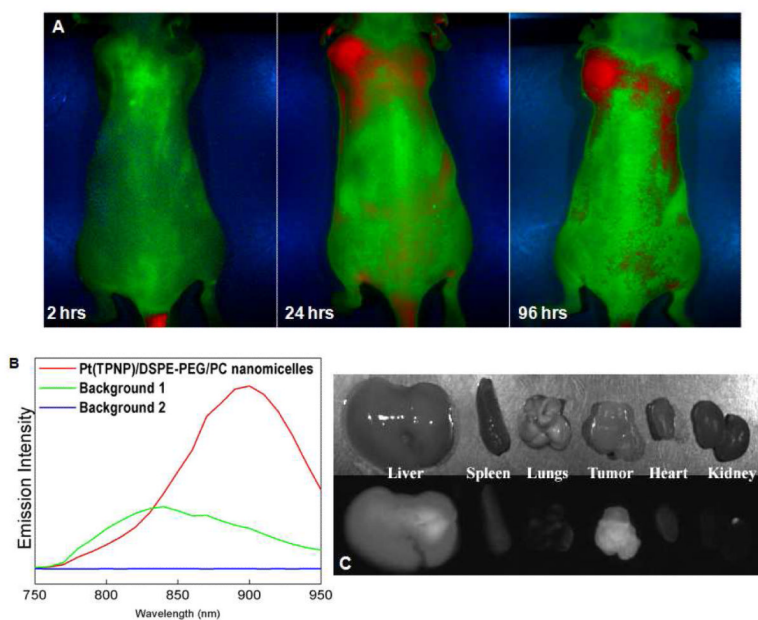 A
2 hrs
24 hrs
96 hrs
B
Pt(TPNP)/DSPE-PEG/PC nanomicelles
Background 1
Background 2
Emission Intensity
750 800 850 900 950
Wavelength (nm)
Liver Spleen Lungs Tumor Heart Kidney
C